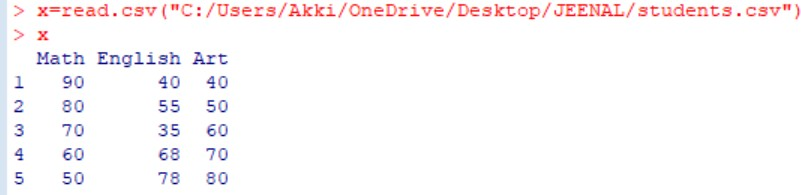 > x=read.csv("C:/Users/Akki/OneDrive/Desktop/JEENAL/students.csv")
> x
  Math English Art
1   90      40  40
2   80      55  50
3   70      35  60
4   60      68  70
5   50      78  80